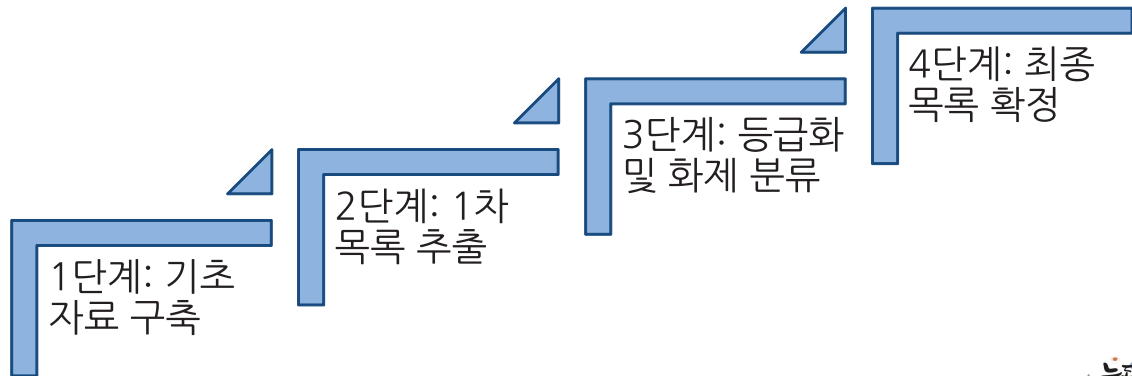 1단계: 기초
자료 구축
2단계: 1차
목록 추출
3단계: 등급화
및 화제 분류
4단계: 최종
목록 확정